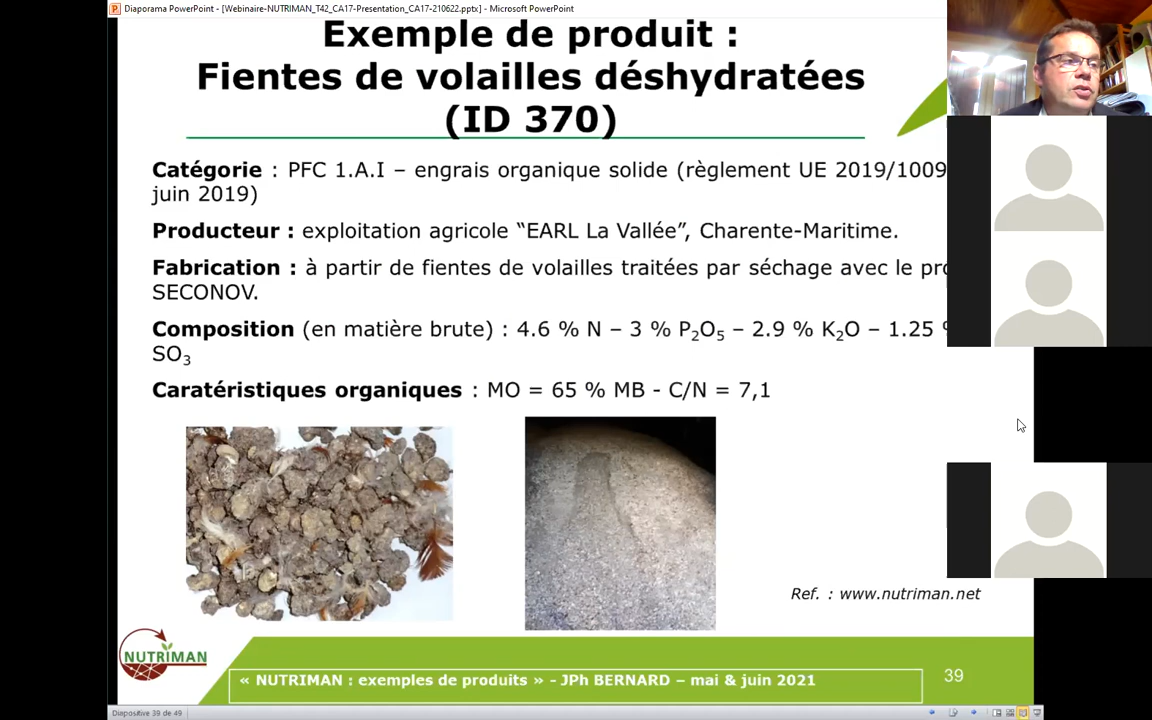 Diaporama PowerPoint - [Webinaire-NUTRIMAN_T42_CA17-Presentation_CA17-210622.pptx] - Microsoft PowerPoint
Exemple de produit :
Fientes de volailles déshydratées
(ID 370)
Catégorie : PFC 1.A.I – engrais organique solide (règlement UE 2019/1009
juin 2019)
Producteur : exploitation agricole “EARL La Vallée”, Charente-Maritime.
Fabrication : à partir de fientes de volailles traitées par séchage avec le
SECONOV.
Composition (en matière brute) : 4.6 % N – 3 % P₂O₅ – 2.9 % K₂O – 1.25
SO₃
Caratéristiques organiques : MO = 65 % MB - C/N = 7,1
Ref. : www.nutriman.net
NUTRIMAN
« NUTRIMAN : exemples de produits » - JPh BERNARD – mai & juin 2021
39
Diapositive 39 de 49